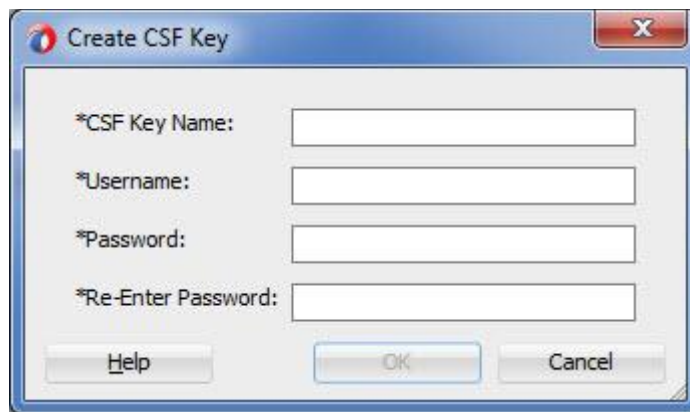 Create CSF Key
*CSF Key Name:
*Username:
*Password:
*Re-Enter Password:
Help OK Cancel